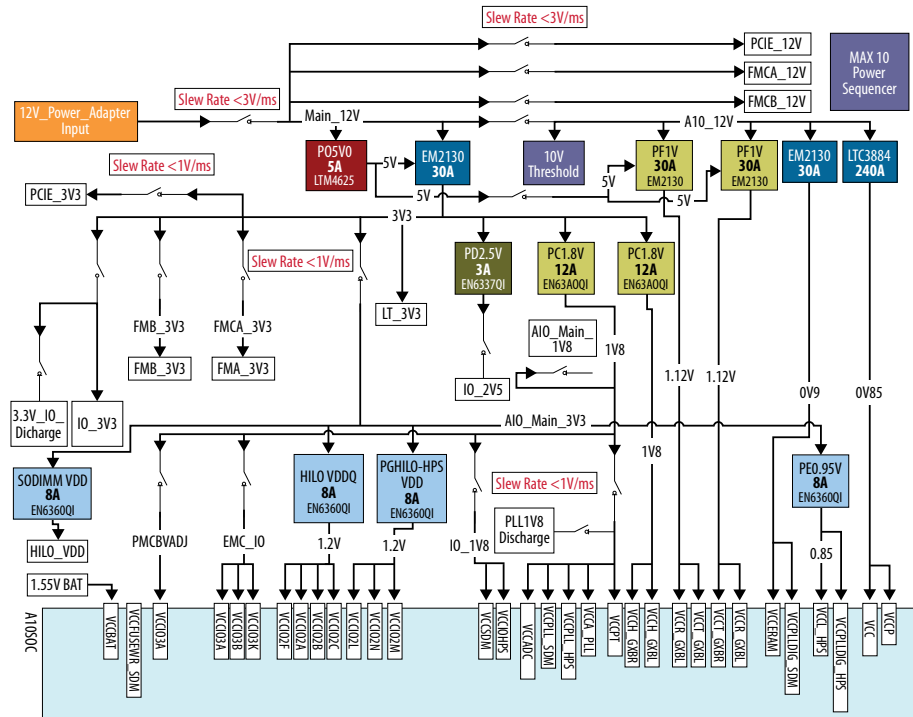 Slew Rate <3V/ms
PCIE_12V
MAX 10
Power
Sequencer
FMCA_12V
Slew Rate <3V/ms
12V_Power_Adapter
Input
FMCB_12V
Main_12V
A10_12V
PO5V0
5A
LTM4625
5V
EM2130
30A
10V
Threshold
PF1V
30A
EM2130
PF1V
30A
EM2130
EM2130
30A
LTC3884
240A
Slew Rate <1V/ms
PCIE_3V3
5V
5V
5V
3V3
Slew Rate <1V/ms
PD2.5V
3A
EN6337QI
PC1.8V
12A
EN63A0QI
PC1.8V
12A
EN63A0QI
LT_3V3
FMB_3V3
FMCA_3V3
AIO_Main_
1V8
1V8
FMB_3V3
FMA_3V3
IO_2V5
1.12V
1.12V
0V9
0V85
3.3V_IO_
Dicharge
IO_3V3
AIO_Main_3V3
1V8
SODIMM VDD
8A
EN6360QI
HILO VDDQ
8A
EN6360QI
PGHILO-HPS
VDD
8A
EN6360QI
Slew Rate <1V/ms
PE0.95V
8A
EN6360QI
PLL1V8
Discharge
HILO_VDD
PMCBVADJ
EMC_IO
1.2V
1.2V
IO_1V8
0.85
1.55V BAT
A10SOC
VCCBAT
VCCFUSEWR_SDM
VCCIO3A
VCCIO3A
VCCIO3B
VCCIO3K
VCCIO2F
VCCIO2A
VCCIO2B
VCCIO2C
VCCIO2L
VCCIO2N
VCCIO2M
VCCSDM
VCCIOHPS
VCCADC
VCCPLL_SDM
VCCPLL_HPS
VCCA_PLL
VCCPT
VCCH_GXBR
VCCH_GXBL
VCCR_GXBL
VCCT_GXBL
VCCT_GXBR
VCCR_GXBL
VCCERAM
VCCPLLDIG_SDM
VCCL_HPS
VCCPLLDIG_HPS
VCC
VCCP